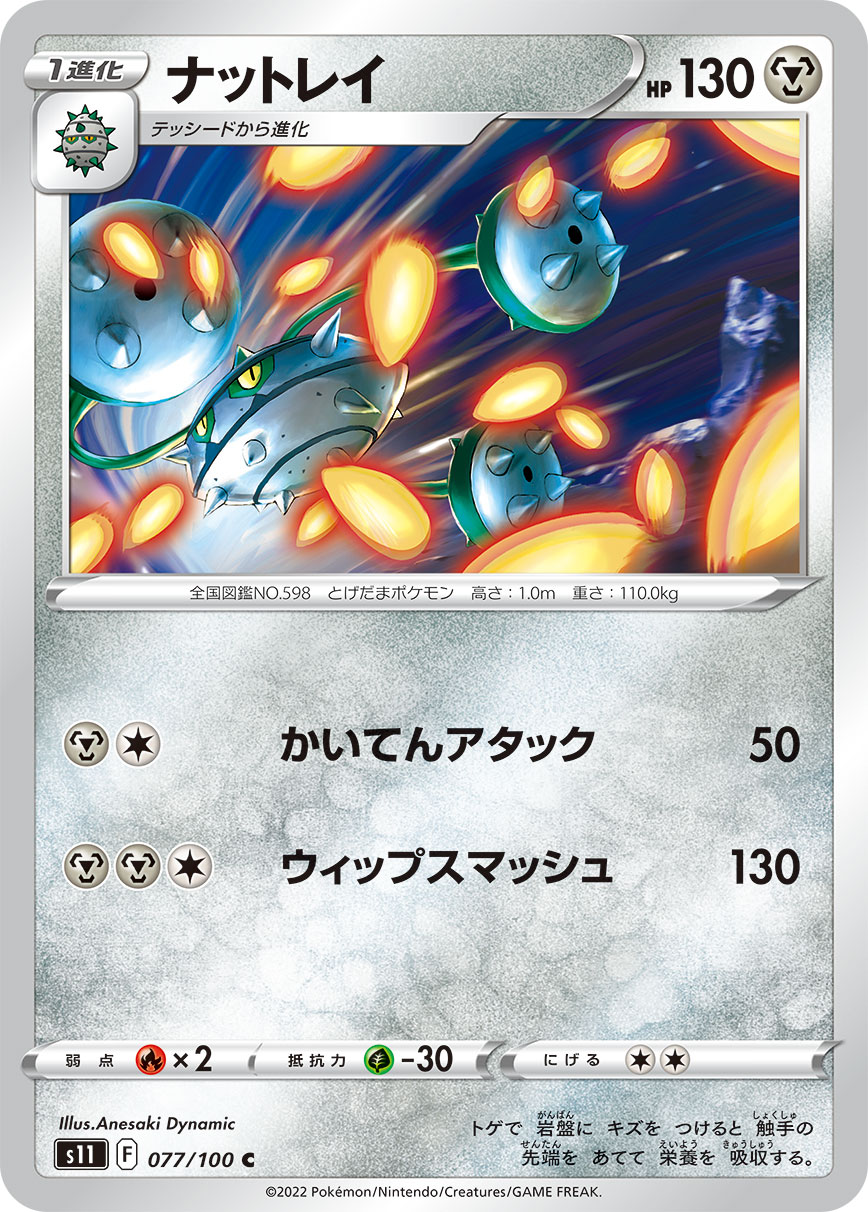 1進化
ナットレイ
HP 130
テッシードから進化
全国図鑑NO.598 とげだまポケモン 高さ：1.0m 重さ：110.0kg
かいてんアタック 50
ウィップスマッシュ 130
弱点 ×2 抵抗力 -30 にげる
Illus.Anesaki Dynamic
s11 F 077/100 C
トゲで 岩盤に キズを つけると 触手の
先端を あてて 栄養を 吸収する。
©2022 Pokémon/Nintendo/Creatures/GAME FREAK.